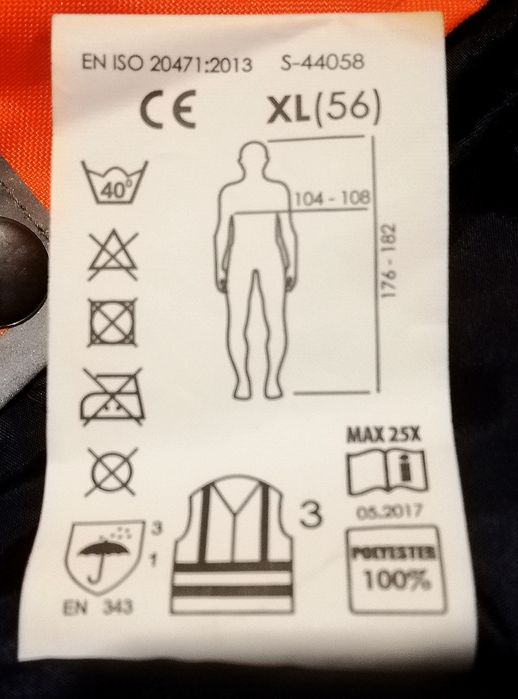 EN ISO 20471:2013 S-44058
CE XL(56)
40°
104 - 108
176 - 182
MAX 25X
i
05.2017
POLYESTER
100%
3
3
1
EN 343